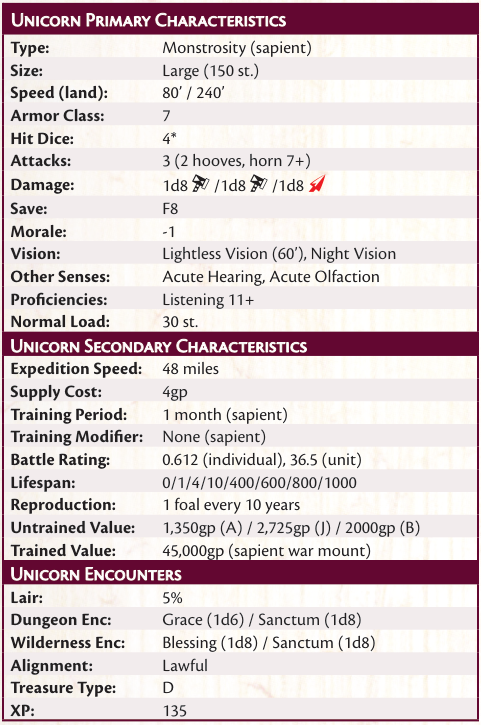 Unicorn Primary Characteristics
Type: Monstrosity (sapient)
Size: Large (150 st.)
Speed (land): 80’ / 240’
Armor Class: 7
Hit Dice: 4*
Attacks: 3 (2 hooves, horn 7+)
Damage: 1d8 /1d8 /1d8
Save: F8
Morale: -1
Vision: Lightless Vision (60’), Night Vision
Other Senses: Acute Hearing, Acute Olfaction
Proficiencies: Listening 11+
Normal Load: 30 st.
Unicorn Secondary Characteristics
Expedition Speed: 48 miles
Supply Cost: 4gp
Training Period: 1 month (sapient)
Training Modifier: None (sapient)
Battle Rating: 0.612 (individual), 36.5 (unit)
Lifespan: 0/1/4/10/400/600/800/1000
Reproduction: 1 foal every 10 years
Untrained Value: 1,350gp (A) / 2,725gp (J) / 2000gp (B)
Trained Value: 45,000gp (sapient war mount)
Unicorn Encounters
Lair: 5%
Dungeon Enc: Grace (1d6) / Sanctum (1d8)
Wilderness Enc: Blessing (1d8) / Sanctum (1d8)
Alignment: Lawful
Treasure Type: D
XP: 135